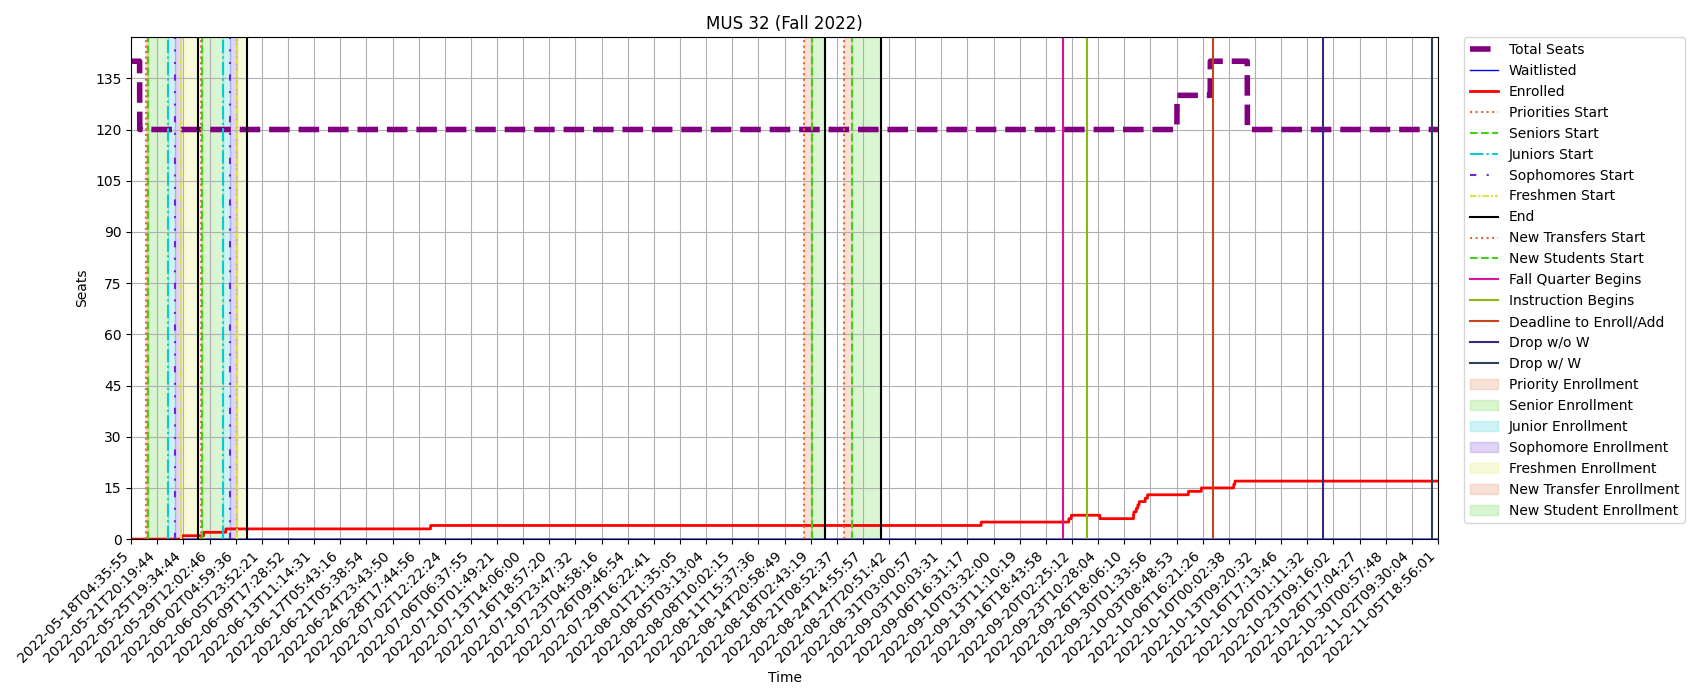 MUS 32 (Fall 2022)
Seats
135
120
105
90
75
60
45
30
15
0
2022-05-18T04:35:55
2022-05-21T20:19:44
2022-05-25T19:34:44
2022-05-29T12:02:46
2022-06-02T04:59:36
2022-06-05T23:52:21
2022-06-09T17:28:52
2022-06-13T11:14:31
2022-06-17T05:43:16
2022-06-21T05:38:54
2022-06-24T23:43:50
2022-06-28T17:44:56
2022-07-02T12:22:24
2022-07-06T06:37:55
2022-07-10T01:49:21
2022-07-13T14:06:00
2022-07-16T18:57:20
2022-07-19T23:47:32
2022-07-23T04:58:16
2022-07-26T09:46:54
2022-07-29T16:22:41
2022-08-01T21:35:05
2022-08-05T03:13:04
2022-08-08T10:02:15
2022-08-11T15:37:36
2022-08-14T20:58:49
2022-08-18T02:43:19
2022-08-21T08:52:37
2022-08-24T14:55:57
2022-08-27T20:51:42
2022-08-31T03:00:57
2022-09-03T10:03:31
2022-09-06T16:31:17
2022-09-10T03:32:00
2022-09-13T11:10:19
2022-09-16T18:43:58
2022-09-20T02:25:12
2022-09-23T10:28:04
2022-09-26T18:06:10
2022-09-30T01:33:56
2022-10-03T08:48:53
2022-10-06T16:21:26
2022-10-10T00:02:38
2022-10-13T09:20:32
2022-10-16T17:13:46
2022-10-20T01:11:32
2022-10-23T09:16:02
2022-10-26T17:04:27
2022-10-30T00:57:48
2022-11-02T09:30:04
2022-11-05T18:56:01
Time
Total Seats
Waitlisted
Enrolled
Priorities Start
Seniors Start
Juniors Start
Sophomores Start
Freshmen Start
End
New Transfers Start
New Students Start
Fall Quarter Begins
Instruction Begins
Deadline to Enroll/Add
Drop w/o W
Drop w/ W
Priority Enrollment
Senior Enrollment
Junior Enrollment
Sophomore Enrollment
Freshmen Enrollment
New Transfer Enrollment
New Student Enrollment